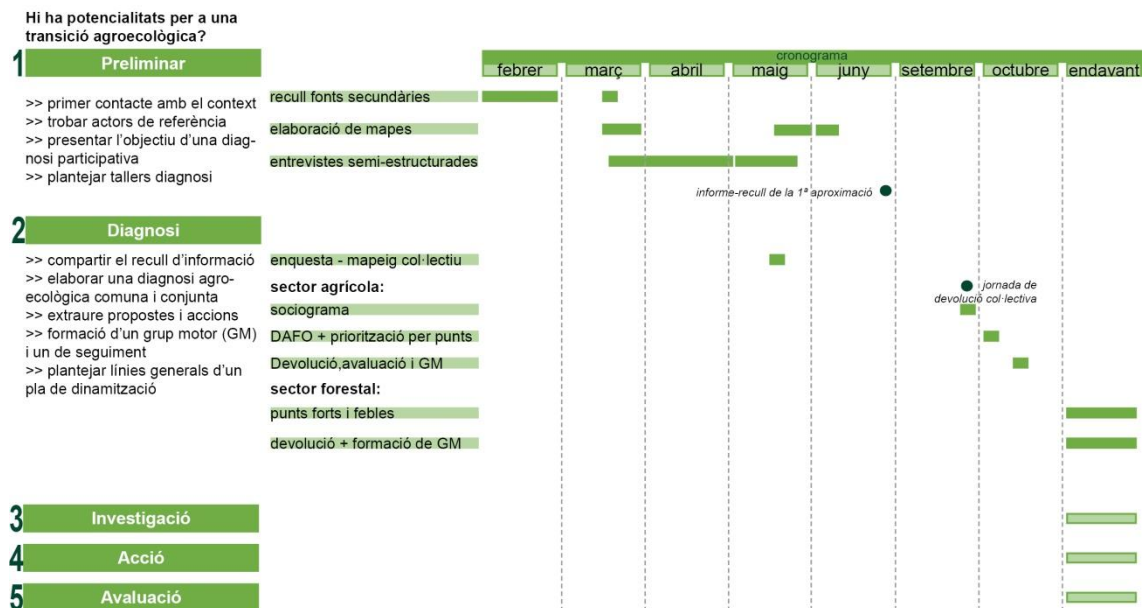 Hi ha potencialitats per a una
transició agroecològica?
1 Preliminar
cronograma
febrer març abril maig juny setembre octubre endavant
>> primer contacte amb el context
>> trobar actors de referència
>> presentar l'objectiu d'una diag-
nosi participativa
>> plantejar tallers diagnosi
recull fonts secundàries
elaboració de mapes
entrevistes semi-estructurades
informe-recull de la 1ª aproximació
2 Diagnosi
>> compartir el recull d'informació
>> elaborar una diagnosi agro-
ecològica comuna i conjunta
>> extraure propostes i accions
>> formació d'un grup motor (GM)
i un de seguiment
>> plantejar línies generals d'un
pla de dinamització
enquesta - mapeig col·lectiu
sector agrícola:
jornada de
devolució col·lectiva
sociograma
DAFO + priorització per punts
Devolució,avaluació i GM
sector forestal:
punts forts i febles
devolució + formació de GM
3 Investigació
4 Acció
5 Avaluació